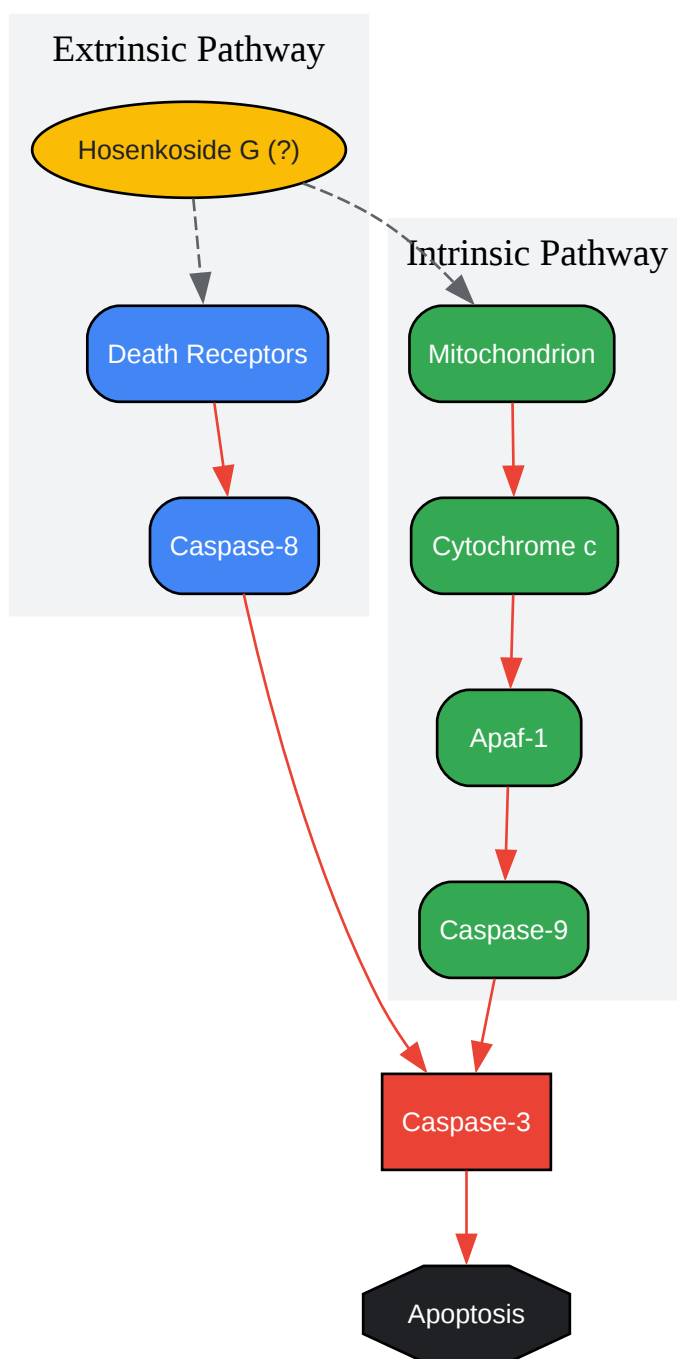 Extrinsic Pathway
Hosenkoside G (?)
Intrinsic Pathway
Death Receptors
Mitochondrion
Caspase-8
Cytochrome c
Apaf-1
Caspase-9
Caspase-3
Apoptosis